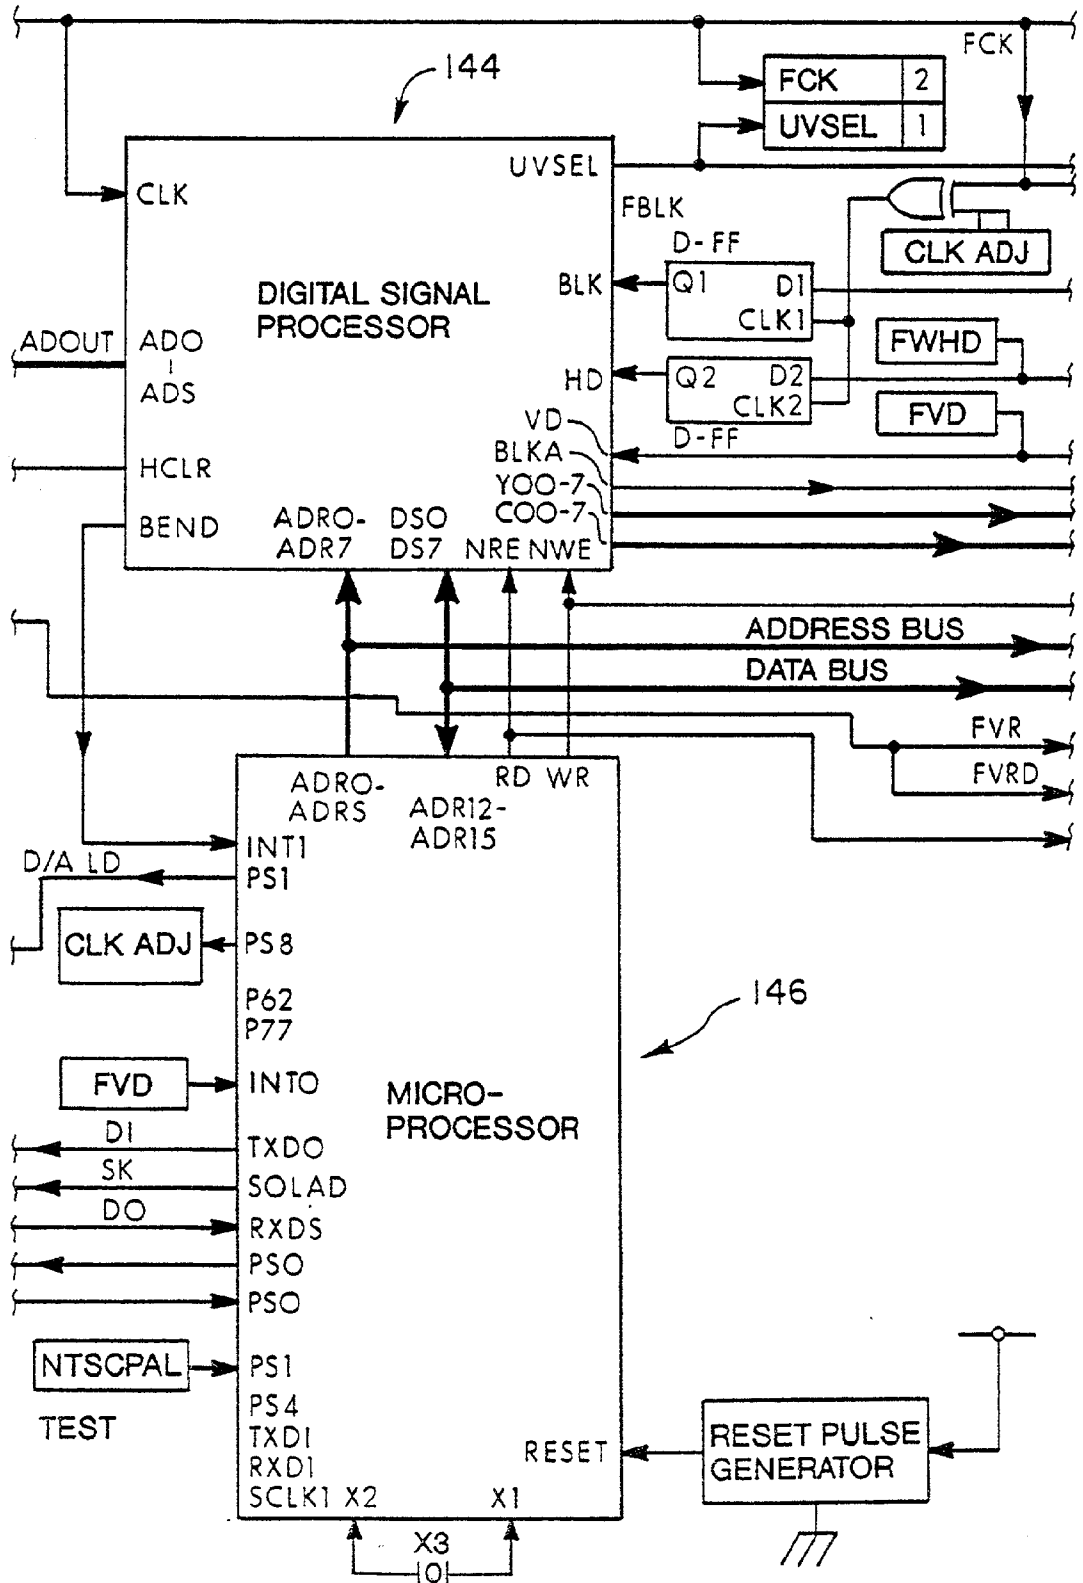 FCK
144
FCK 2
UVSEL 1
UVSEL
CLK
FBLK
CLK ADJ
D-FF
BLK
Q1 D1
CLK1
DIGITAL SIGNAL
PROCESSOR
ADOUT
ADO
ADS
FWHD
HD
Q2 D2
CLK2
FVD
D-FF
VD
BLKA
YOO-7
COO-7
HCLR
BEND
ADRO-
ADR7
DSO
DS7
NRE NWE
ADDRESS BUS
DATA BUS
FVR
FVRD
ADRO-
ADRS
ADR12-
ADR15
RD WR
INT1
D/A LD
PS1
CLK ADJ
PS8
P62
P77
146
FVD
INTO
MICRO-
PROCESSOR
DI
TXDO
SK
SOLAD
DO
RXDS
PSO
PSO
NTSCPAL
PS1
TEST
PS4
TXD1
RXD1
SCLK1 X2 X1
RESET
RESET PULSE
GENERATOR
X3